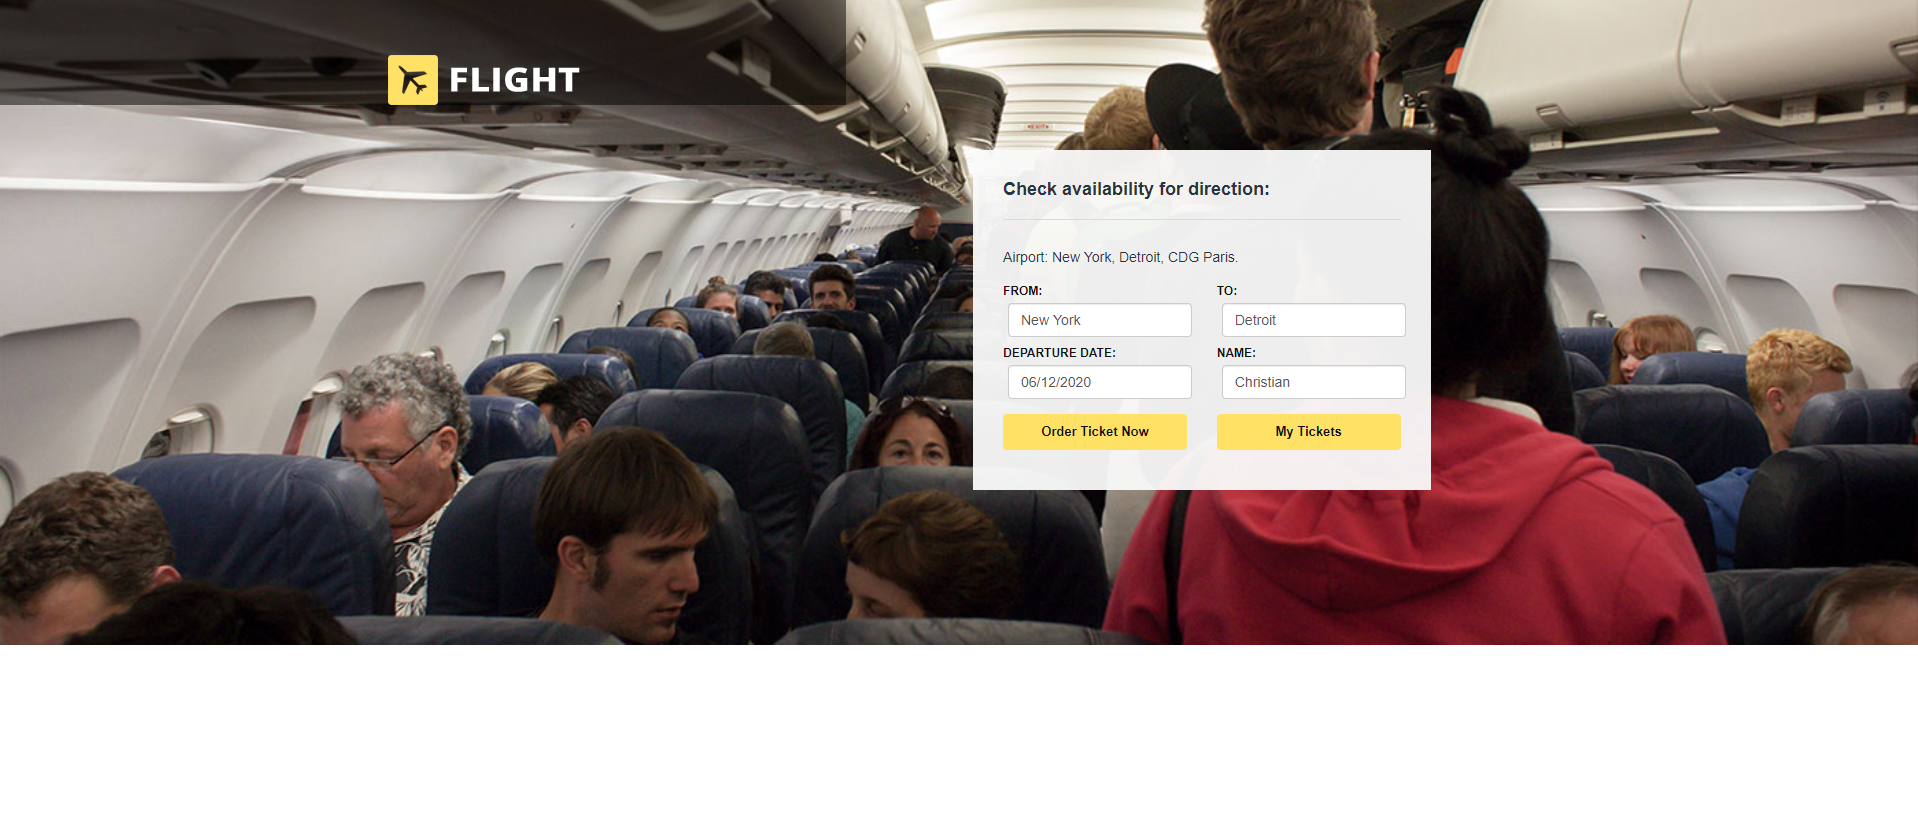 FLIGHT
EXIT
Check availability for direction:
Airport: New York, Detroit, CDG Paris.
FROM: TO:
New York Detroit
DEPARTURE DATE: NAME:
06/12/2020 Christian
Order Ticket Now My Tickets